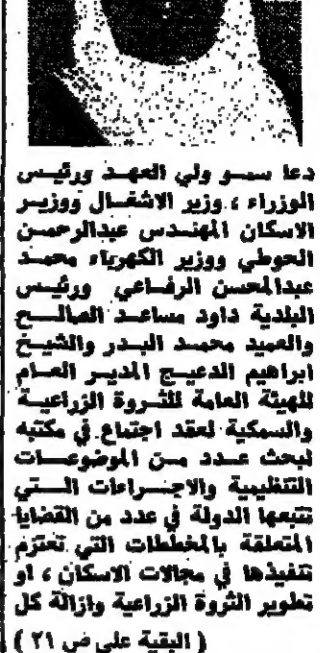 دعا سمو ولي العهد ورئيس
الوزراء ، وزير الاشغال ووزير
الاسكان المهندس عبدالرحمن
الحوطي ووزير الكهرباء محمد
عبدالمحسن الرفاعي ورئيس
البلدية داود مساعد الصالح
والعميد محمد البدر والشيخ
ابراهيم الدعيج المدير العام
للهيئة العامة للثروة الزراعية
والسمكية لعقد اجتماع في مكتبه
لبحث عدد من الموضوعات
التنظيمية والاجراءات التي
تتبعها الدولة في عدد من القضايا
المتعلقة بالمخططات التي تعتزم
تنفيذها في مجالات الاسكان ، او
تطوير الثروة الزراعية وازالة كل
( البقية على ص ٢١ )